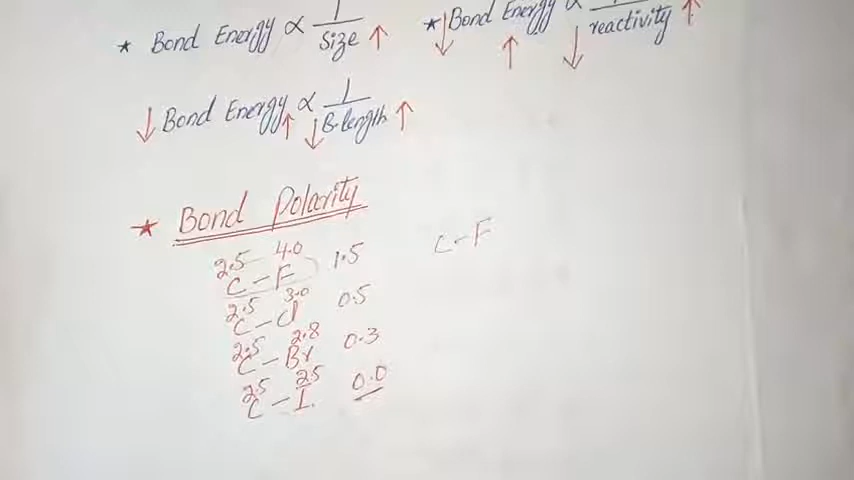 * Bond Energy ∝ 1/Size ↑
* ↓ Bond Energy ↑ ∝ 1/reactivity ↓ ↑
↓ Bond Energy ↑ ∝ 1/B.length ↓ ↑
* Bond Polarity
2.5 4.0
C – F 1.5
C – F
2.5 3.0
C – Cl 0.5
2.5 2.8
C – Br 0.3
2.5 2.5
C – I. 0.0